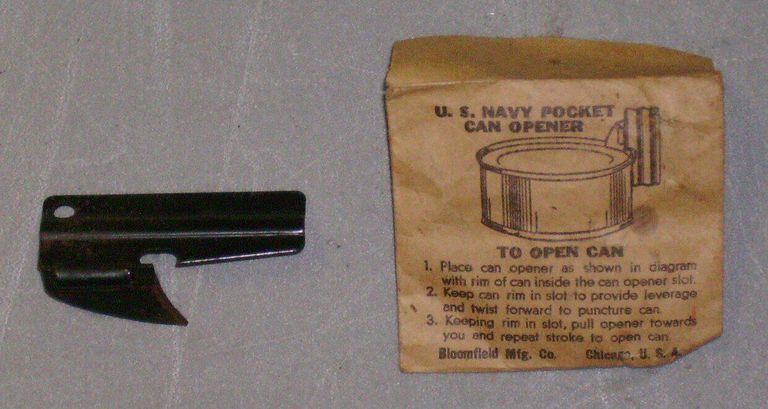 U. S. NAVY POCKET
CAN OPENER
TO OPEN CAN
1. Place can opener as shown in diagram
with rim of can inside the can opener slot.
2. Keep can rim in slot to provide leverage
and twist forward to puncture can.
3. Keeping rim in slot, pull opener towards
you and repeat stroke to open can.
Bloomfield Mfg. Co. Chicago, U. S. A.